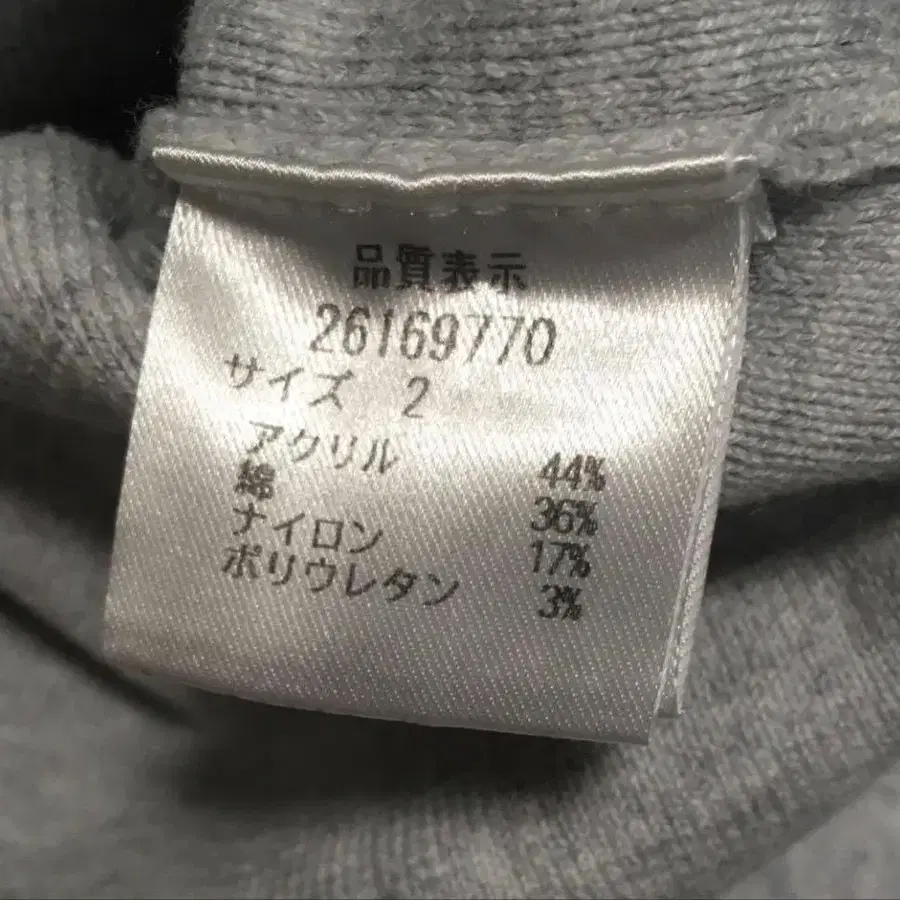 品質表示
26169770
サイズ 2
アクリル 44%
綿 36%
ナイロン 17%
ポリウレタン 3%